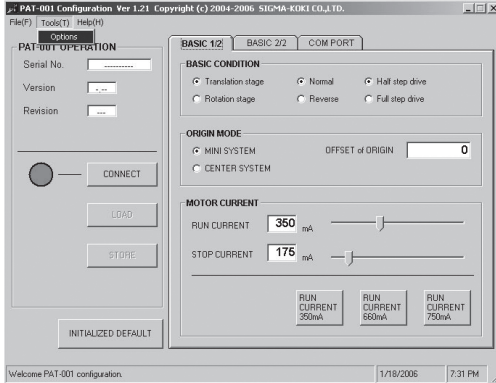 PAT-001 Configuration Ver 1.21 Copyright (c) 2004-2006 SIGMA-KOKI CO.,LTD.
File(F) Tools(T) Help(H)
Options
PAT-001 OPERATION
Serial No. ----------
Version -.--
Revision ---
CONNECT
LOAD
STORE
INITIALIZED DEFAULT
BASIC 1/2 BASIC 2/2 COM PORT
BASIC CONDITION
Translation stage Normal Half step drive
Rotation stage Reverse Full step drive
ORIGIN MODE
MINI SYSTEM OFFSET of ORIGIN 0
CENTER SYSTEM
MOTOR CURRENT
RUN CURRENT 350 mA
STOP CURRENT 175 mA
RUN CURRENT 350mA
RUN CURRENT 660mA
RUN CURRENT 750mA
Welcome PAT-001 configuration. 1/18/2006 7:31 PM